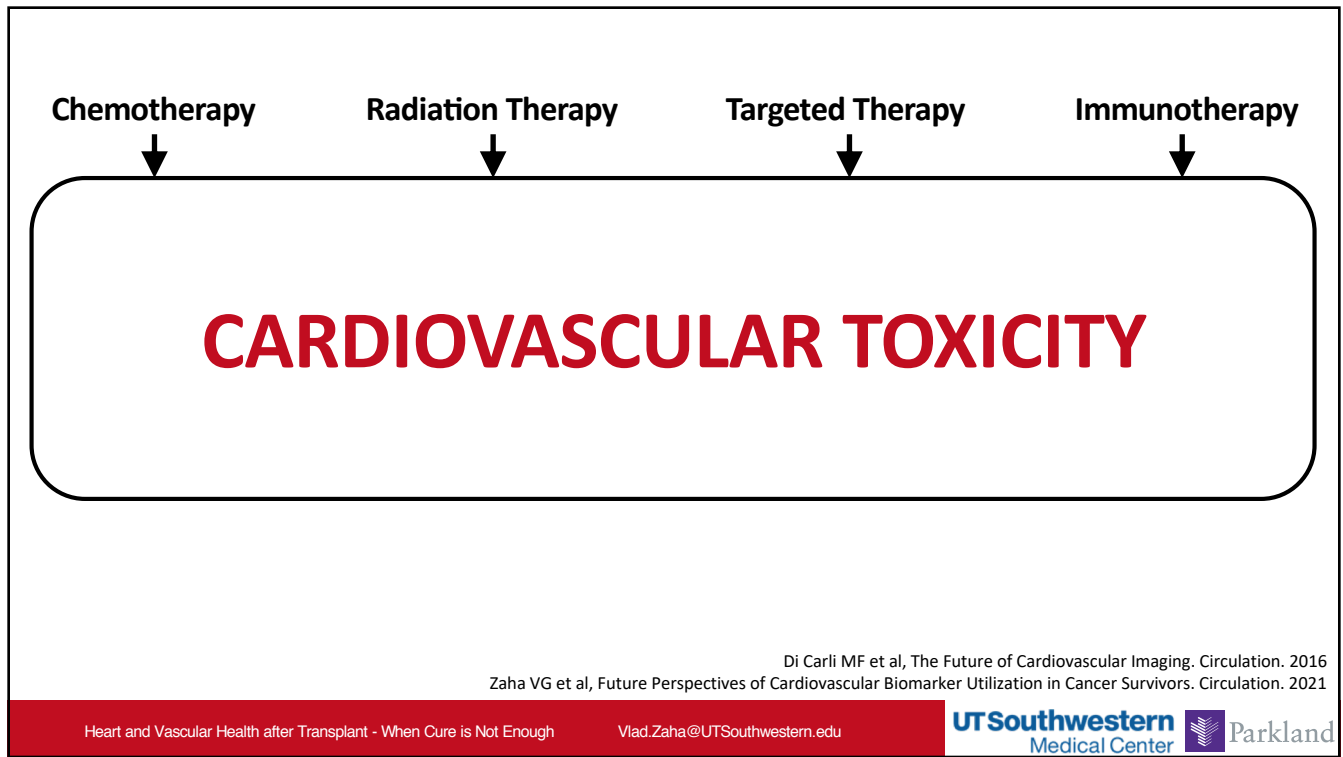 Chemotherapy Radiation Therapy Targeted Therapy Immunotherapy
CARDIOVASCULAR TOXICITY
Di Carli MF et al, The Future of Cardiovascular Imaging. Circulation. 2016
Zaha VG et al, Future Perspectives of Cardiovascular Biomarker Utilization in Cancer Survivors. Circulation. 2021
Heart and Vascular Health after Transplant - When Cure is Not Enough Vlad.Zaha@UTSouthwestern.edu
UTSouthwestern
Medical Center
Parkland